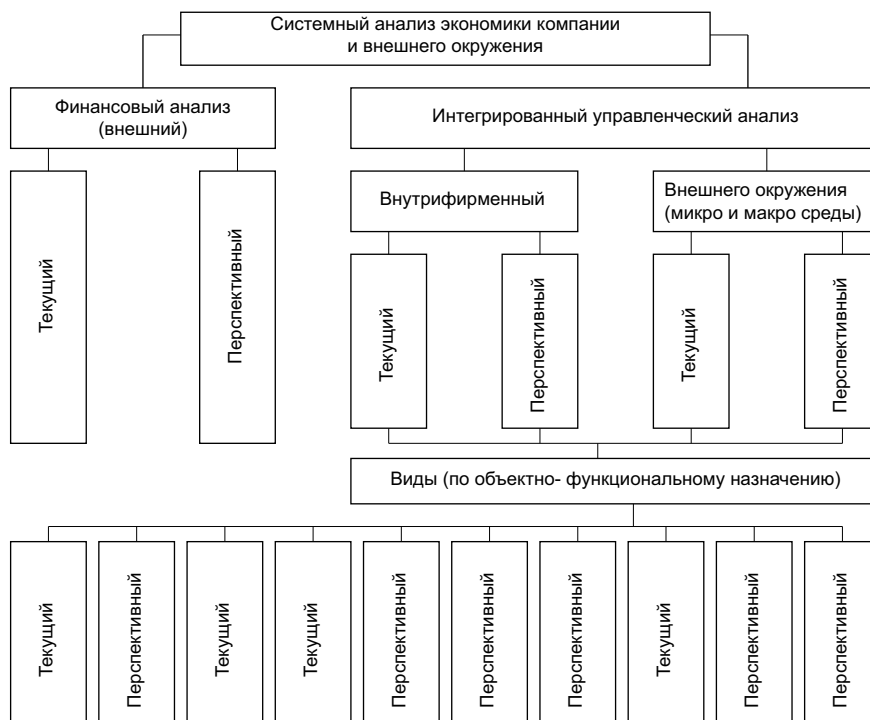 Системный анализ экономики компании
и внешнего окружения
Финансовый анализ
(внешний)
Интегрированный управленческий анализ
Текущий
Перспективный
Внутрифирменный
Внешнего окружения
(микро и макро среды)
Текущий
Перспективный
Текущий
Перспективный
Виды (по объектно- функциональному назначению)
Текущий
Перспективный
Текущий
Текущий
Перспективный
Перспективный
Перспективный
Текущий
Перспективный
Перспективный